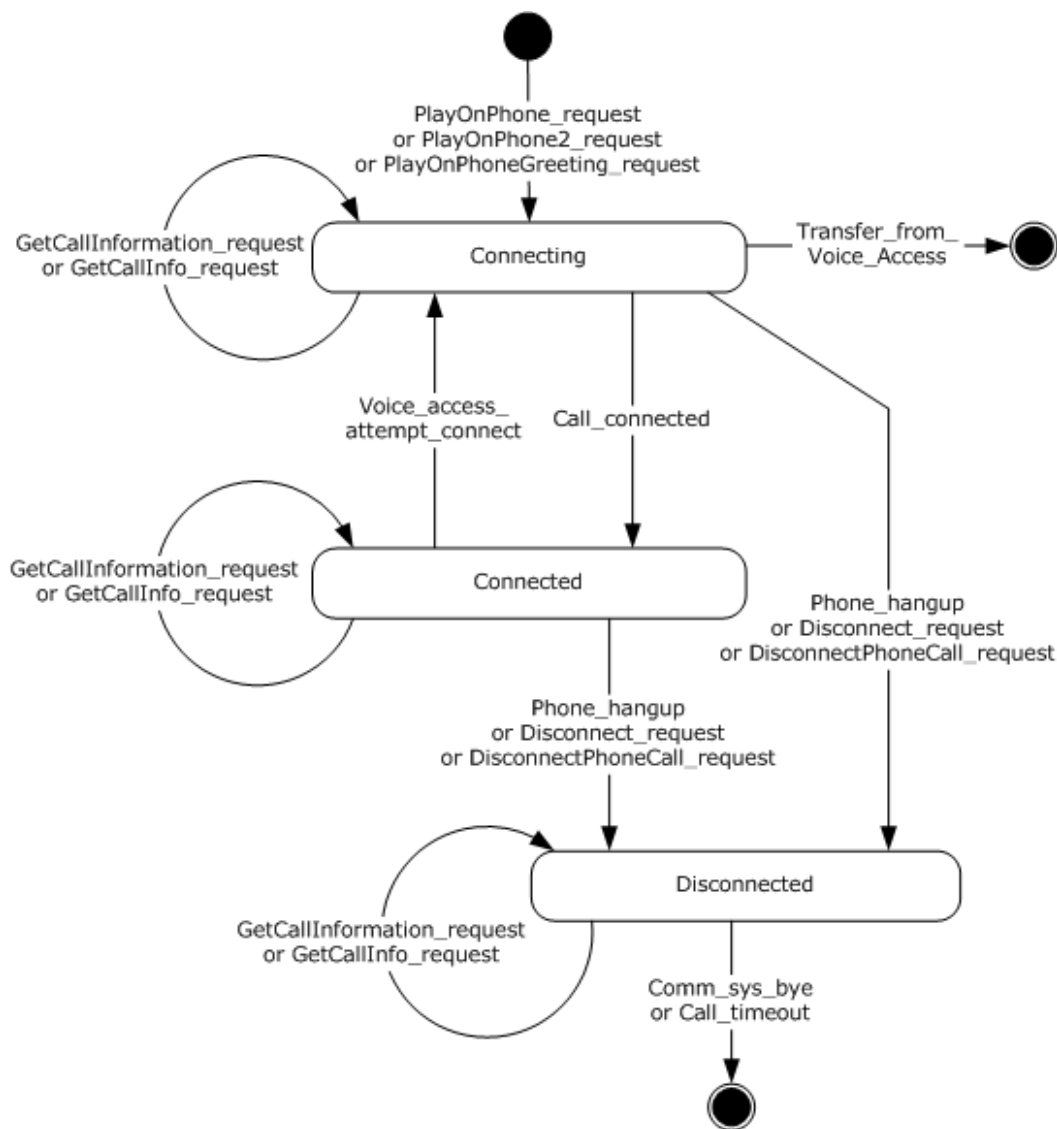 PlayOnPhone_request
or PlayOnPhone2_request
or PlayOnPhoneGreeting_request
GetCallInformation_request
or GetCallInfo_request
Connecting
Transfer_from_
Voice_Access
Voice_access_
attempt_connect
Call_connected
GetCallInformation_request
or GetCallInfo_request
Connected
Phone_hangup
or Disconnect_request
or DisconnectPhoneCall_request
Phone_hangup
or Disconnect_request
or DisconnectPhoneCall_request
Disconnected
GetCallInformation_request
or GetCallInfo_request
Comm_sys_bye
or Call_timeout